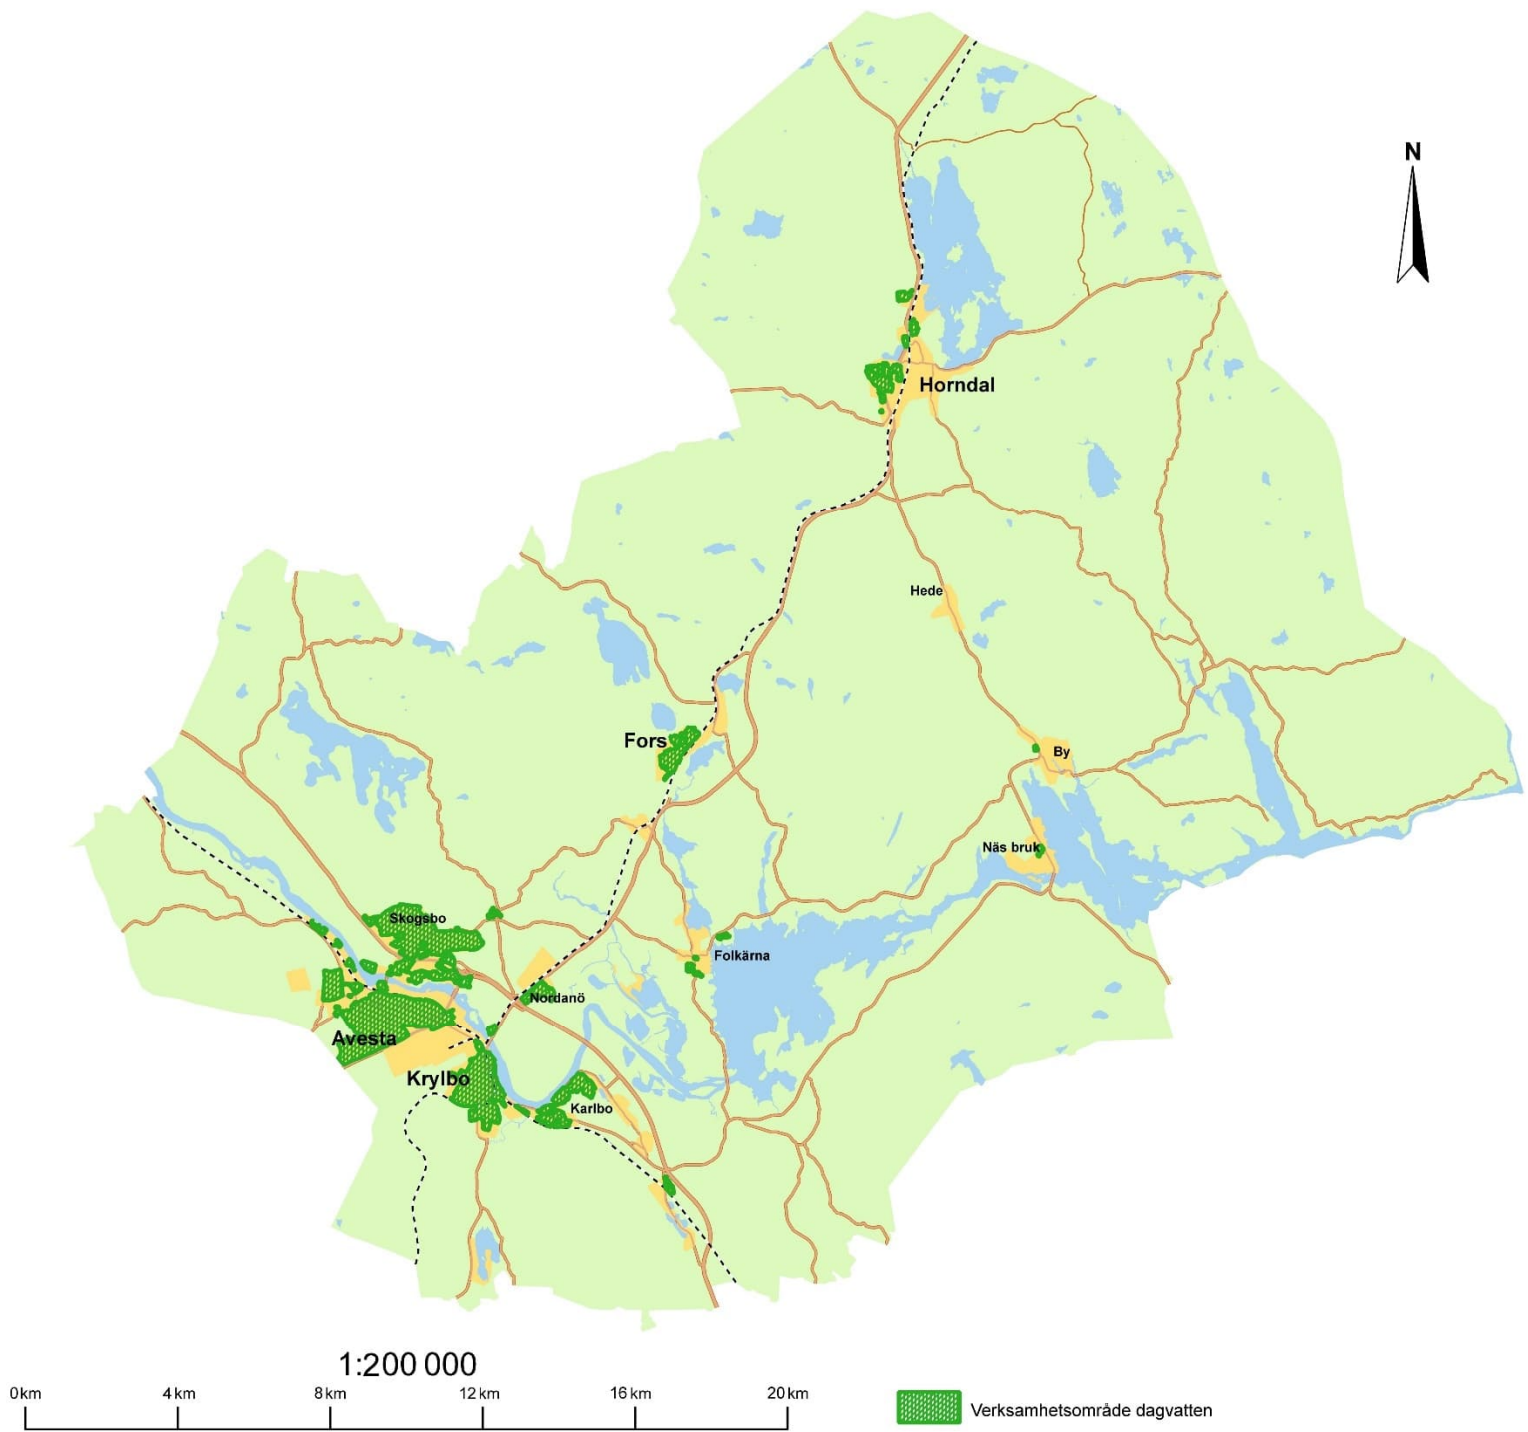 N
Horndal
Hede
Fors
By
Näs bruk
Skogsbo
Folkärna
Nordanö
Avesta
Krylbo
Karlbo
1:200 000
0 km 4 km 8 km 12 km 16 km 20 km
Verksamhetsområde dagvatten